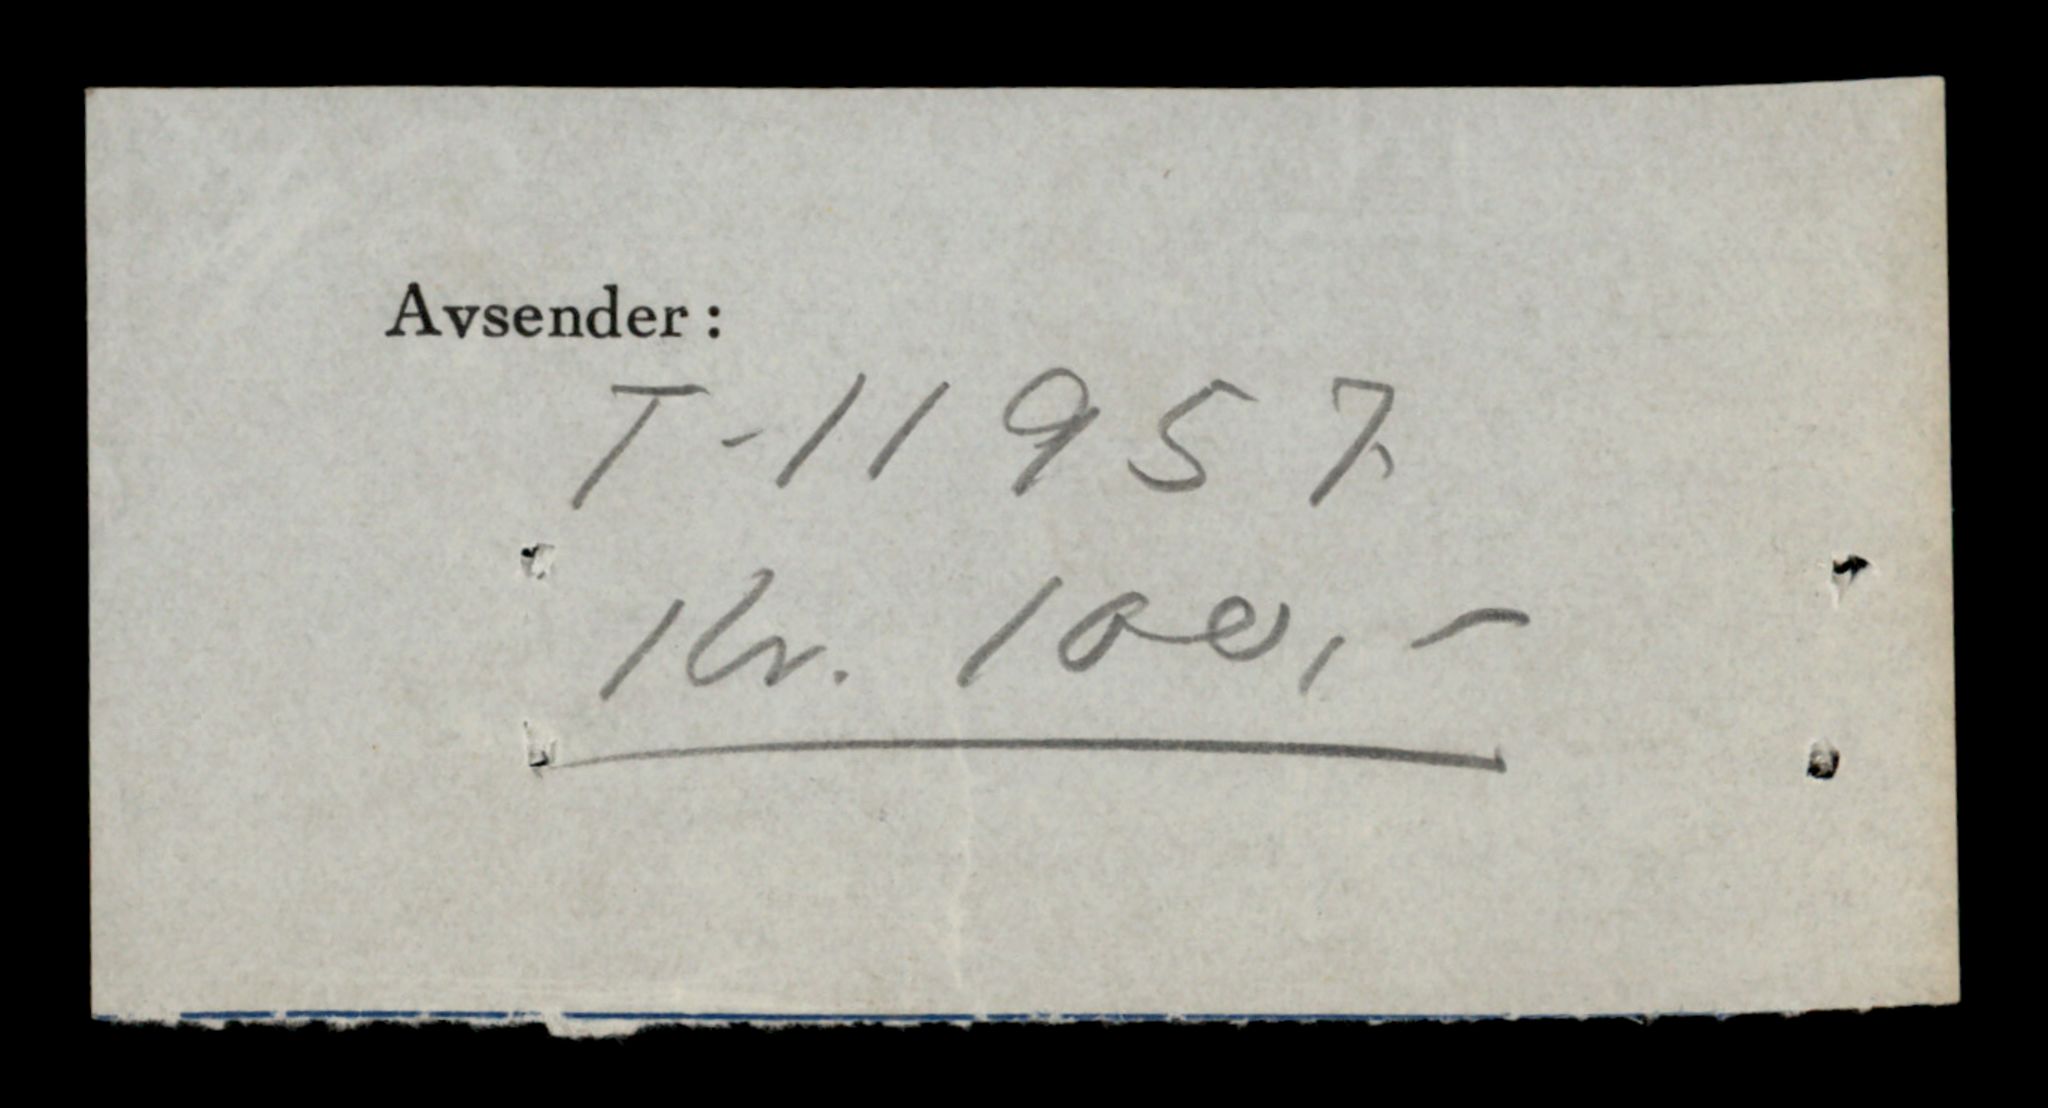 Avsender:
T-11957.
Kr. 100,-